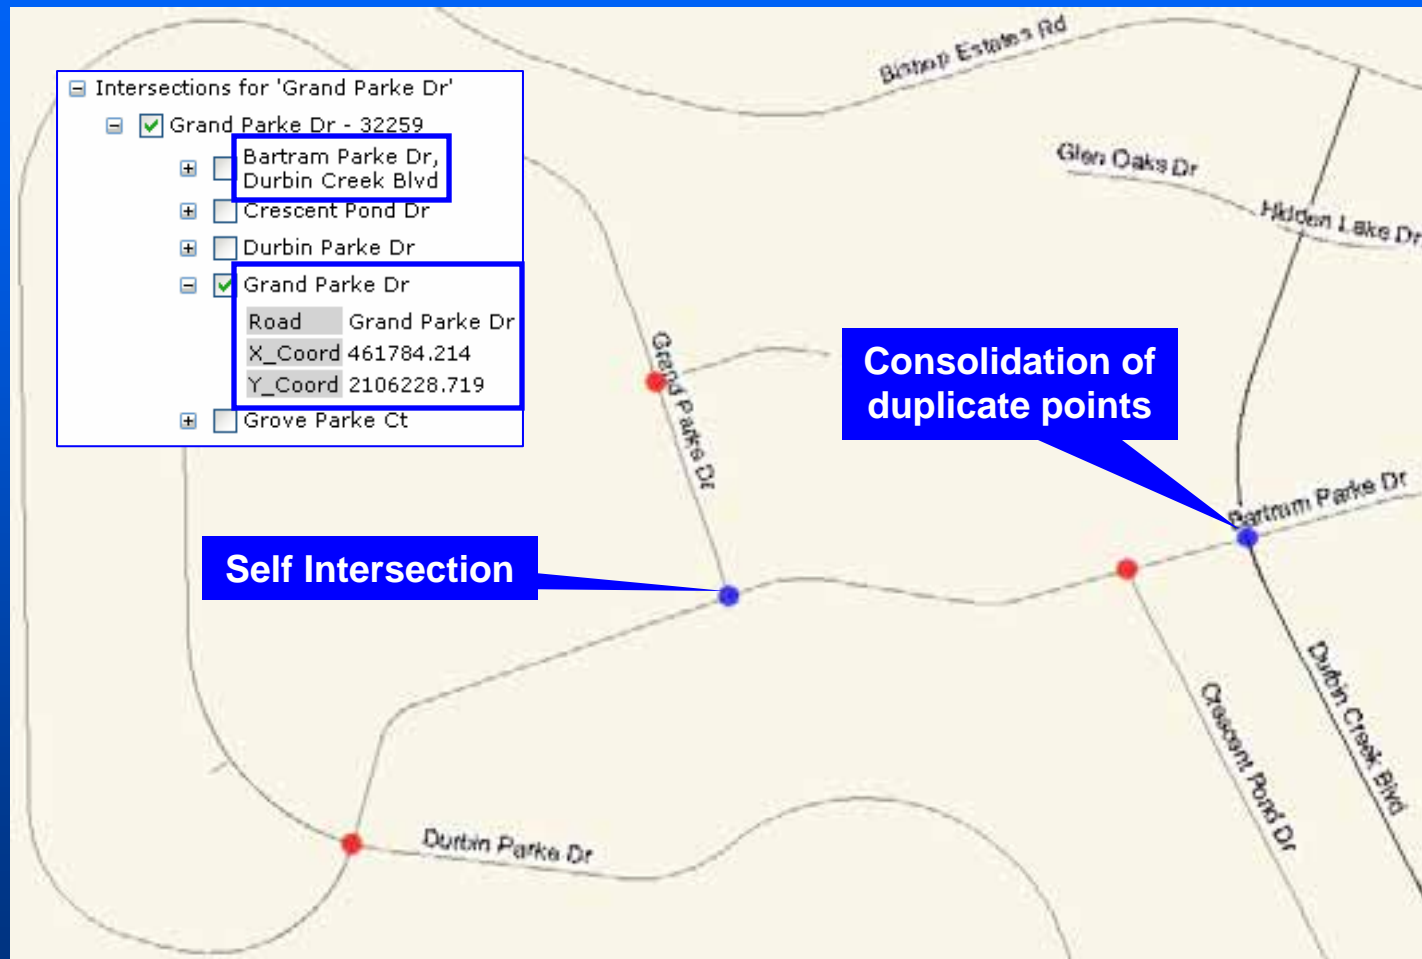 Intersections for 'Grand Parke Dr'
Grand Parke Dr - 32259
Bartram Parke Dr,
Durbin Creek Blvd
Crescent Pond Dr
Durbin Parke Dr
Grand Parke Dr
Road Grand Parke Dr
X_Coord 461784.214
Y_Coord 2106228.719
Grove Parke Ct
Bishop Estates Rd
Glen Oaks Dr
Hidden Lake Dr
Grand Parke Dr
Consolidation of
duplicate points
Bartram Parke Dr
Self Intersection
Durbin Creek Blvd
Crescent Pond Dr
Durbin Parke Dr